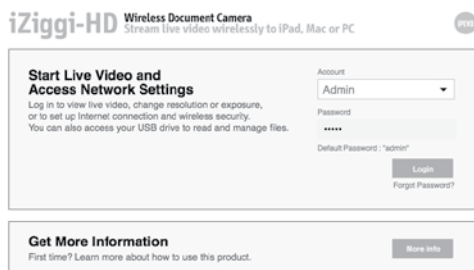 iZiggi-HD
Wireless Document Camera
Stream live video wirelessly to iPad, Mac or PC
Start Live Video and
Access Network Settings
Log in to view live video, change resolution or exposure,
or to set up Internet connection and wireless security.
You can also access your USB drive to read and manage files.
Account
Admin
Password
•••••
Default Password : "admin"
Login
Forgot Password?
Get More Information
First time? Learn more about how to use this product.
More info